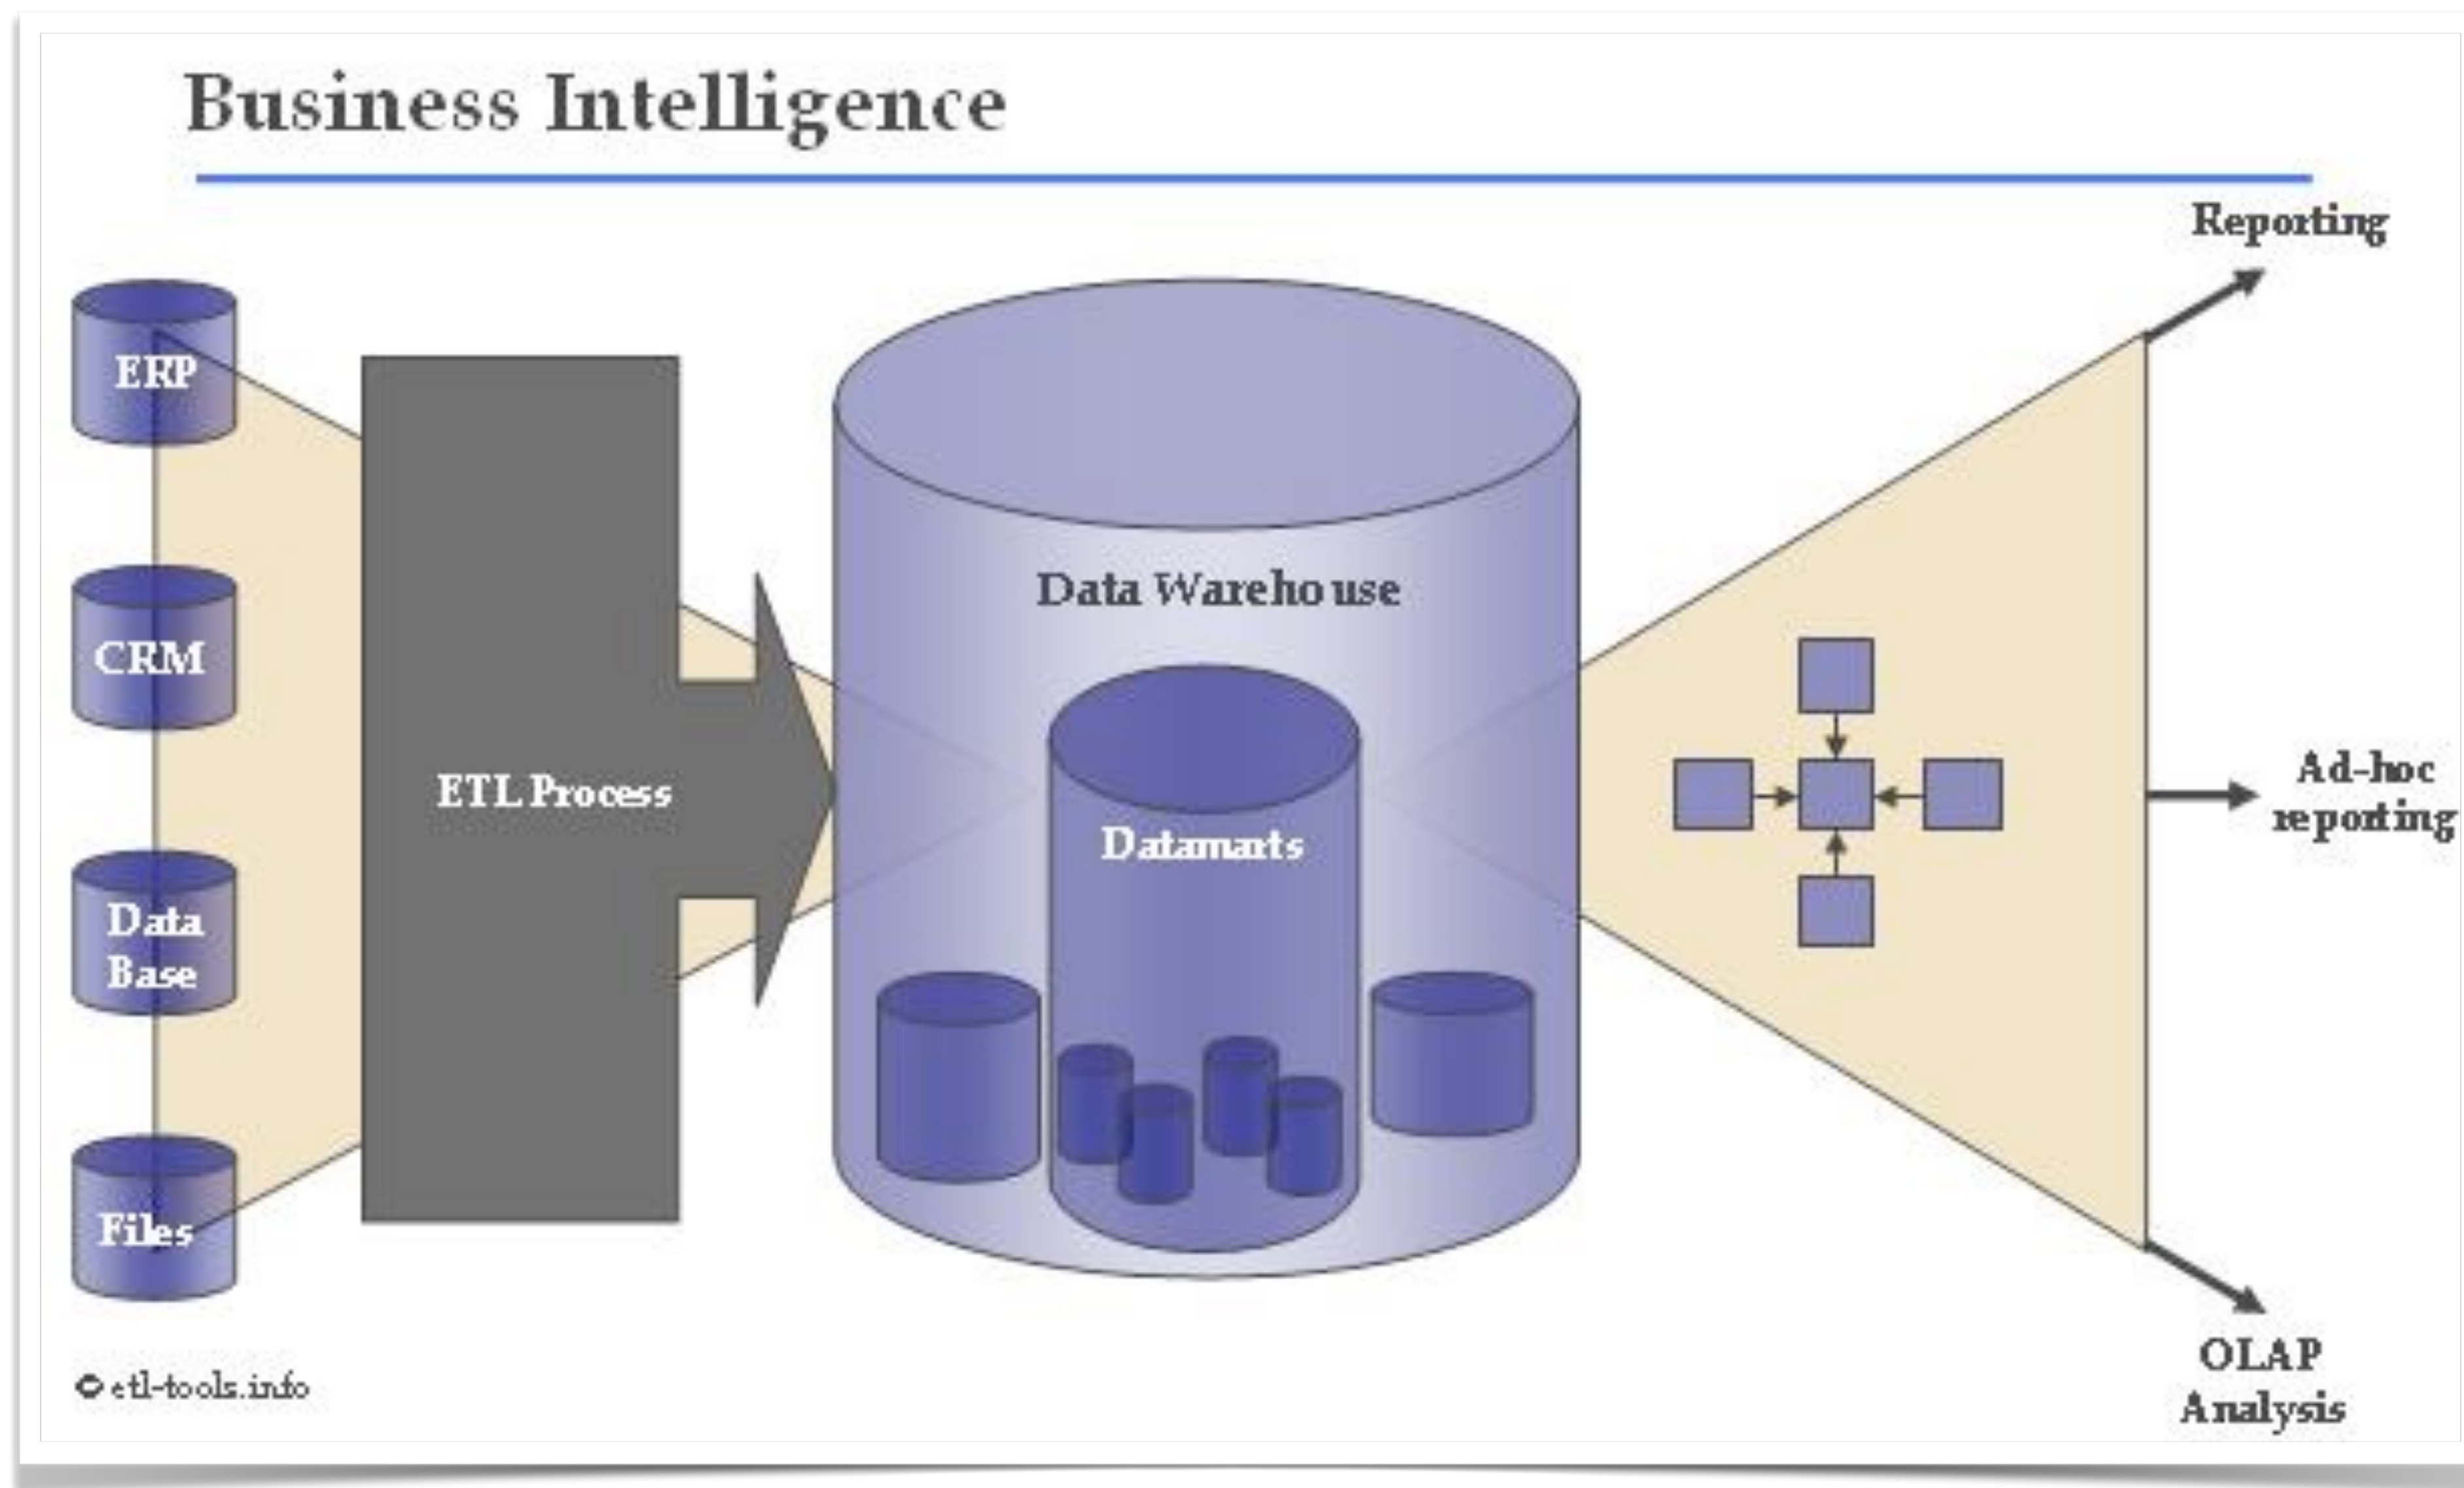 Business Intelligence
Reporting
ERP
CRM
Data Warehouse
ETL Process
Ad-hoc
reporting
Datamarts
Data
Base
Files
OLAP
Analysis
© etl-tools.info